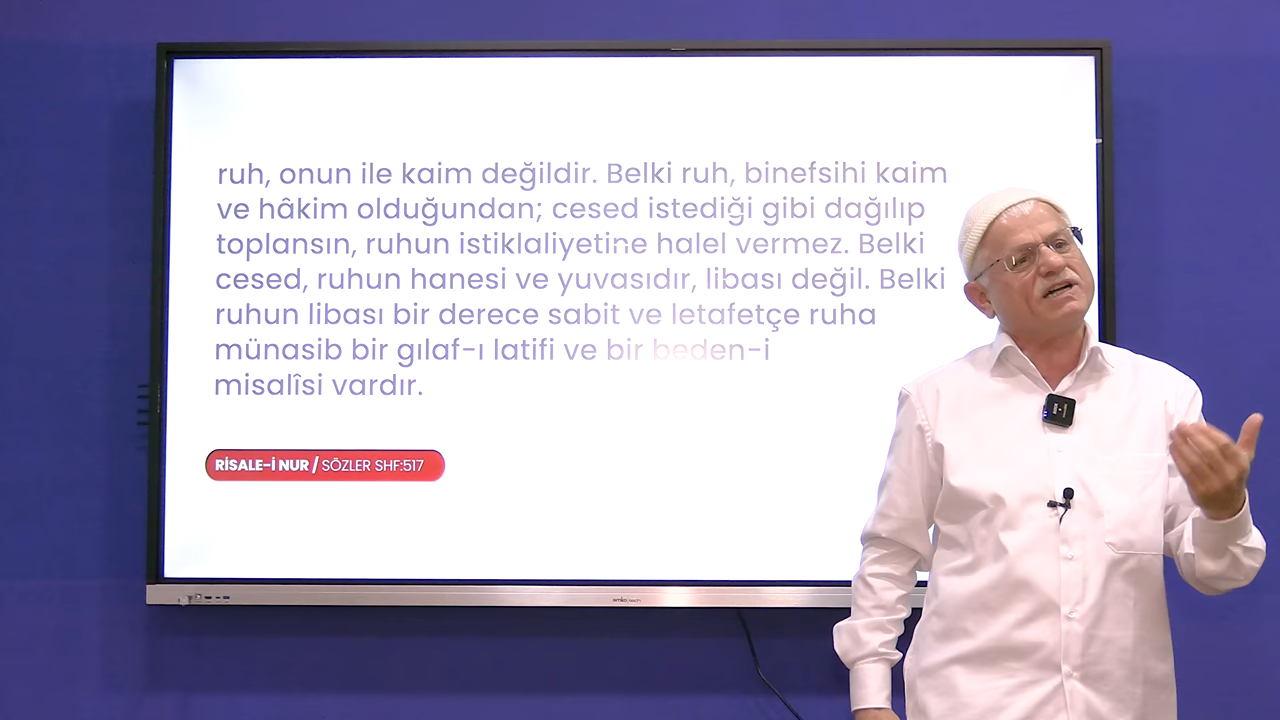 ruh, onun ile kaim değildir. Belki ruh, binefsihi kaim
ve hâkim olduğundan; cesed istediği gibi dağılıp
toplansın, ruhun istiklaliyetine halel vermez. Belki
cesed, ruhun hanesi ve yuvasıdır, libası değil. Belki
ruhun libası bir derece sabit ve letafetçe ruha
münasib bir gılaf-ı latifi ve bir beden-i
misalîsi vardır.
RİSALE-İ NUR / SÖZLER SHF:517